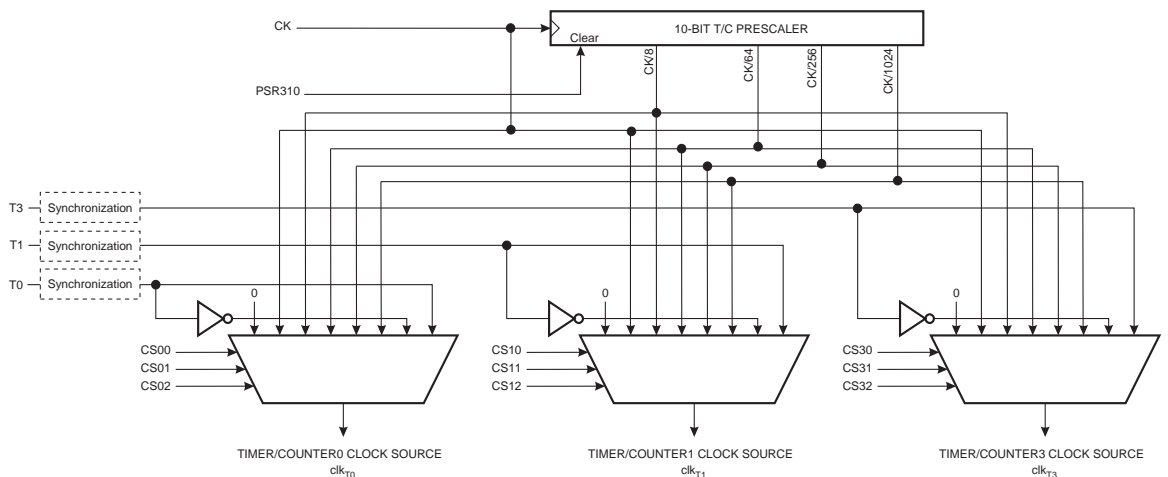 CK
10-BIT T/C PRESCALER
Clear
CK/8
CK/64
CK/256
CK/1024
PSR310
T3
Synchronization
T1
Synchronization
T0
Synchronization
0
0
0
CS00
CS01
CS02
CS10
CS11
CS12
CS30
CS31
CS32
TIMER/COUNTER0 CLOCK SOURCE
clkT0
TIMER/COUNTER1 CLOCK SOURCE
clkT1
TIMER/COUNTER3 CLOCK SOURCE
clkT3